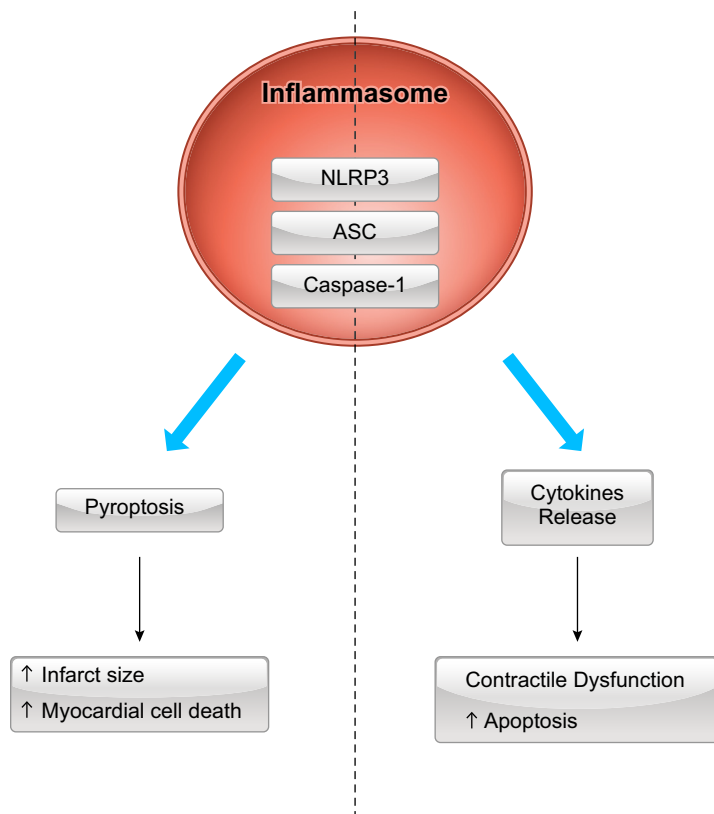 Inflammasome
NLRP3
ASC
Caspase-1
Pyroptosis
↑ Infarct size
↑ Myocardial cell death
Cytokines
Release
Contractile Dysfunction
↑ Apoptosis